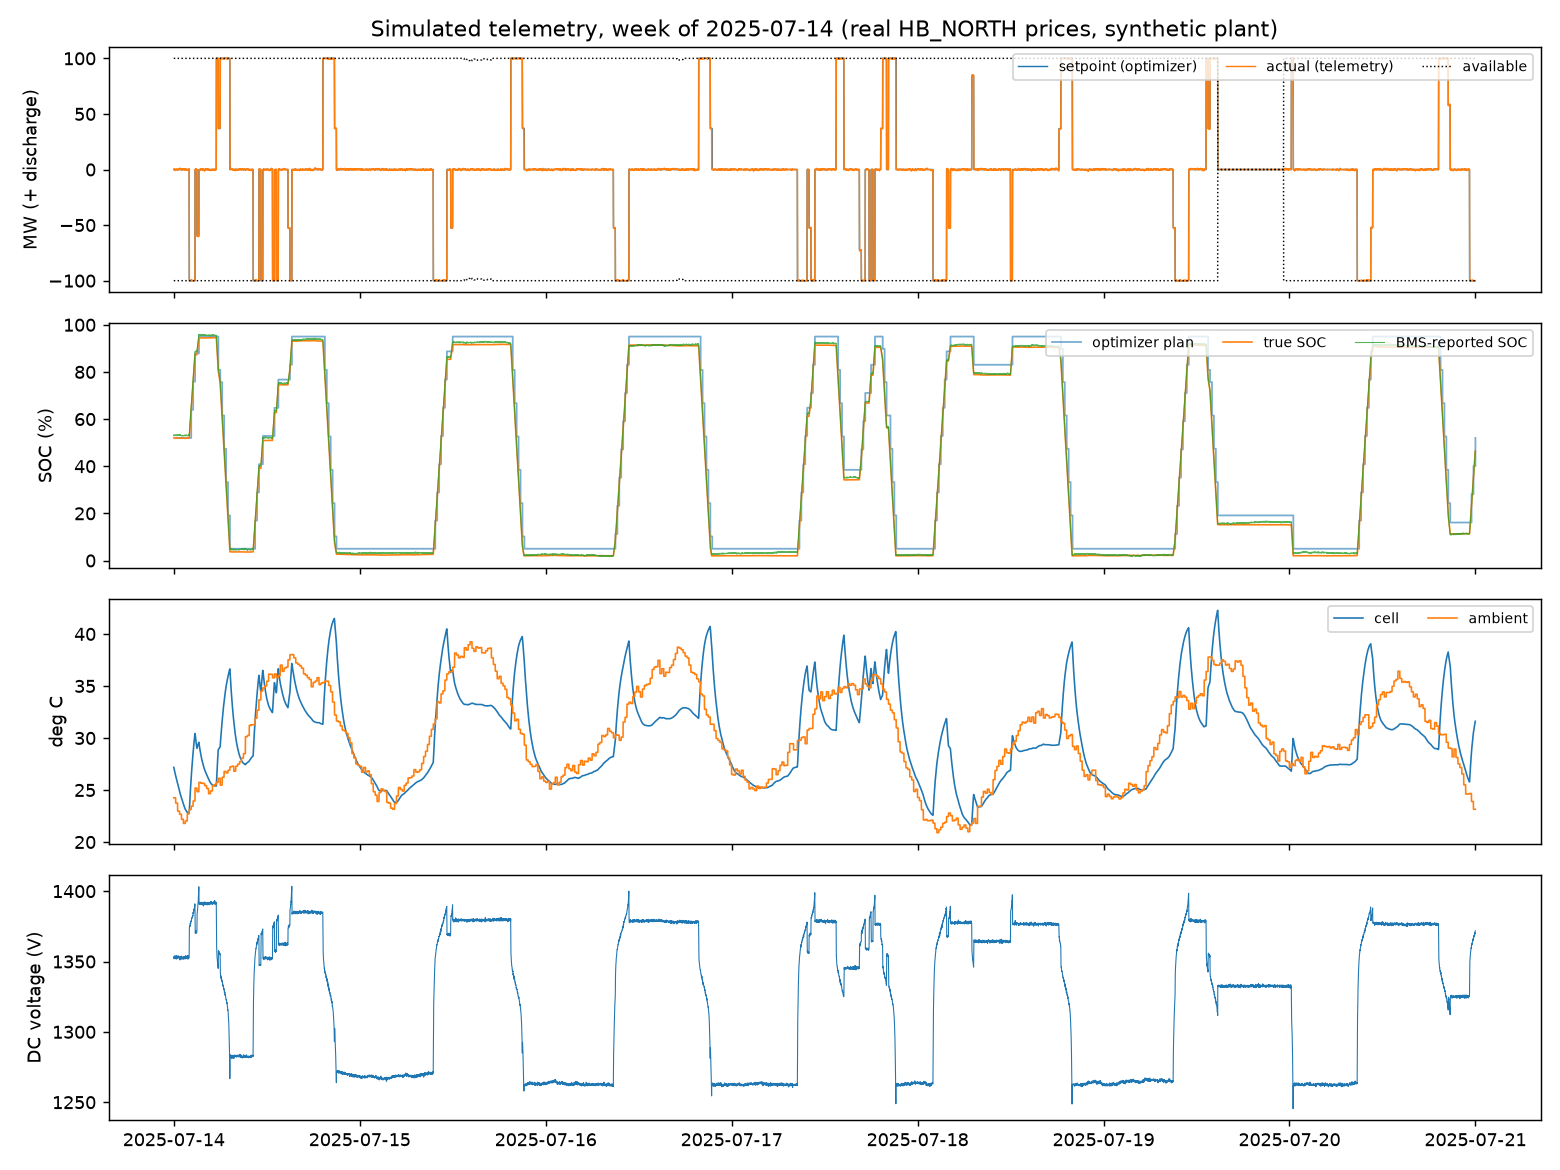 Simulated telemetry, week of 2025-07-14 (real HB_NORTH prices, synthetic plant)
MW (+ discharge)
100
50
0
−50
−100
setpoint (optimizer)
actual (telemetry)
available
SOC (%)
100
80
60
40
20
0
optimizer plan
true SOC
BMS-reported SOC
deg C
40
35
30
25
20
cell
ambient
DC voltage (V)
1400
1350
1300
1250
2025-07-14
2025-07-15
2025-07-16
2025-07-17
2025-07-18
2025-07-19
2025-07-20
2025-07-21